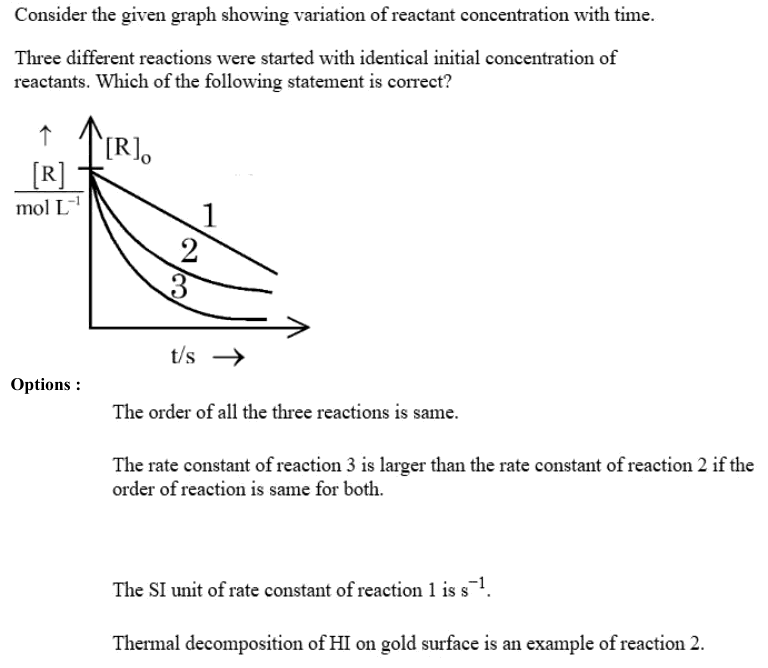 Consider the given graph showing variation of reactant concentration with time.
Three different reactions were started with identical initial concentration of
reactants. Which of the following statement is correct?
↑ [R]₀
[R]
mol L⁻¹
1
2
3
t/s →
Options :
The order of all the three reactions is same.
The rate constant of reaction 3 is larger than the rate constant of reaction 2 if the
order of reaction is same for both.
The SI unit of rate constant of reaction 1 is s⁻¹.
Thermal decomposition of HI on gold surface is an example of reaction 2.